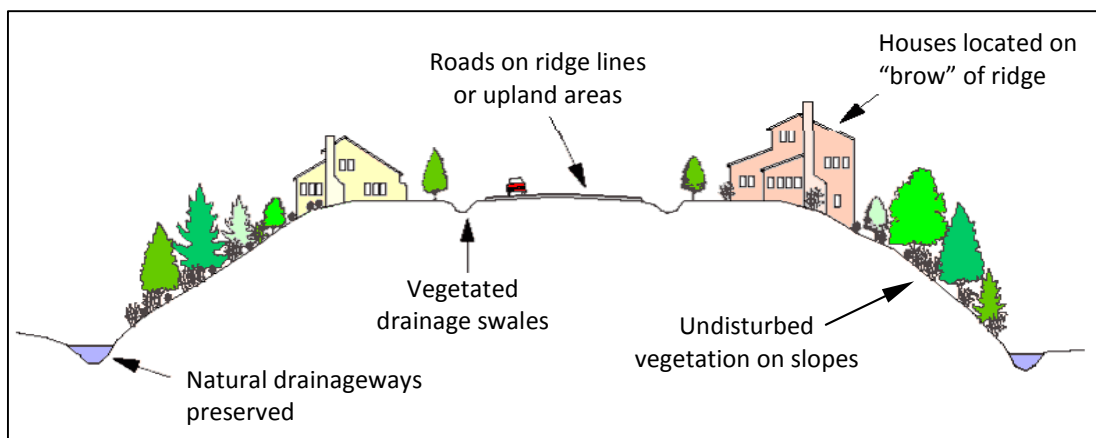 Houses located on
“brow” of ridge
Roads on ridge lines
or upland areas
Vegetated
drainage swales
Undisturbed
vegetation on slopes
Natural drainageways
preserved